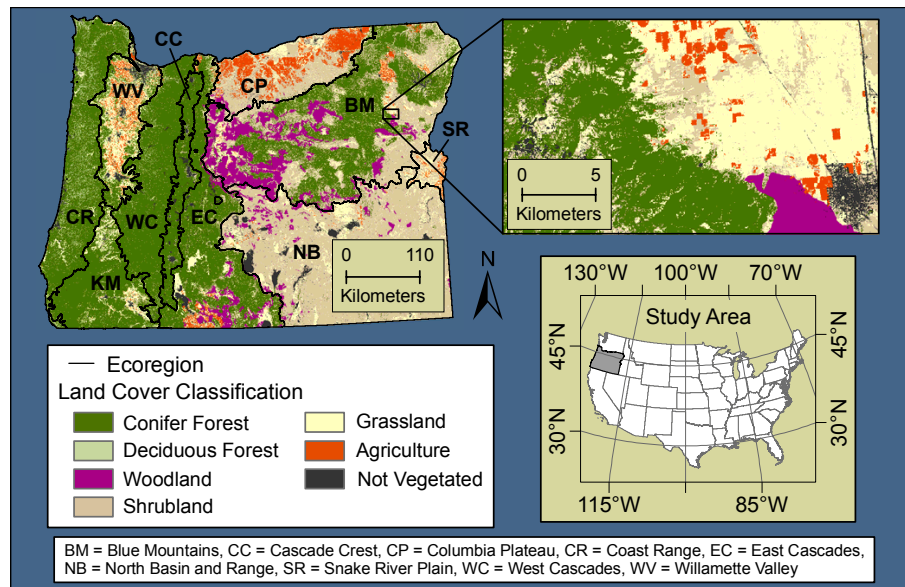 CC
WV
CP
BM
SR
CR
WC
EC
NB
KM
0 110
Kilometers
N
0 5
Kilometers
Ecoregion
Land Cover Classification
Conifer Forest
Deciduous Forest
Woodland
Shrubland
Grassland
Agriculture
Not Vegetated
130°W 100°W 70°W
Study Area
45°N
45°N
30°N
30°N
115°W 85°W
BM = Blue Mountains, CC = Cascade Crest, CP = Columbia Plateau, CR = Coast Range, EC = East Cascades,
NB = North Basin and Range, SR = Snake River Plain, WC = West Cascades, WV = Willamette Valley